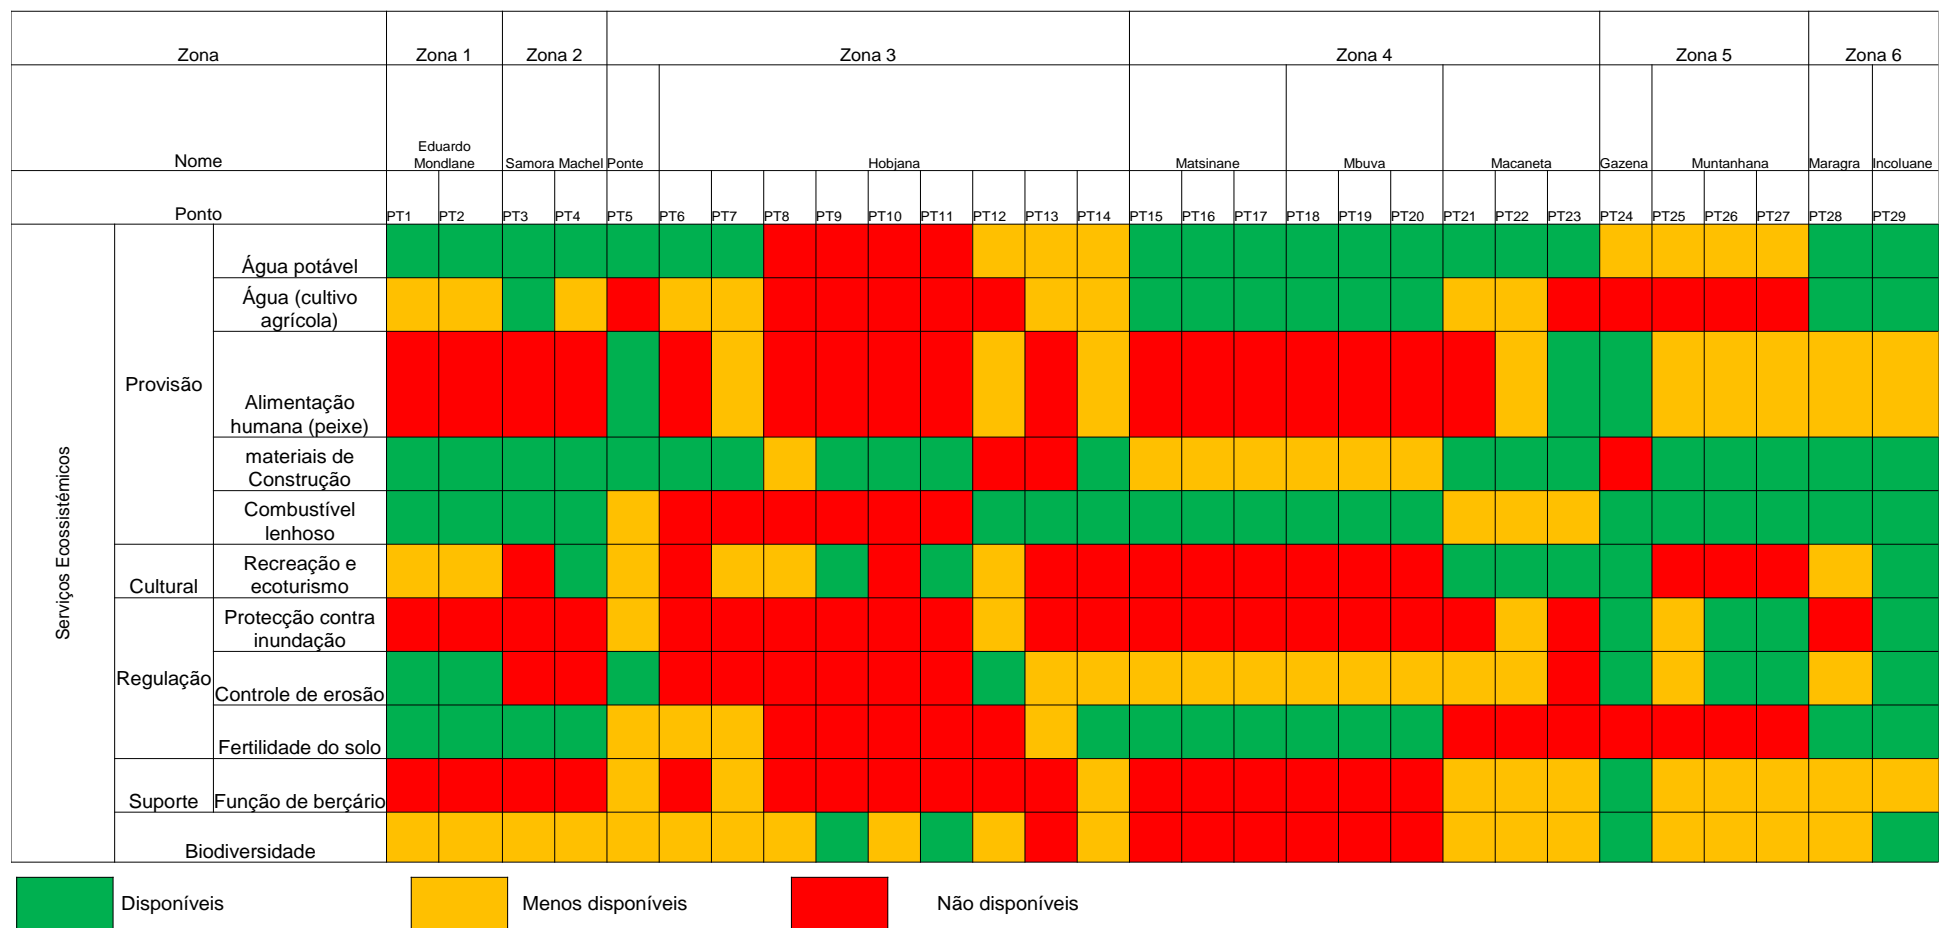 Zona Zona 1 Zona 2 Zona 3 Zona 4 Zona 5 Zona 6
Nome Eduardo Mondlane Samora Machel Ponte Hobjana Matsinane Mbuva Macaneta Gazena Muntanhana Maragra Incoluane
Ponto PT1 PT2 PT3 PT4 PT5 PT6 PT7 PT8 PT9 PT10 PT11 PT12 PT13 PT14 PT15 PT16 PT17 PT18 PT19 PT20 PT21 PT22 PT23 PT24 PT25 PT26 PT27 PT28 PT29
Serviços Ecossistémicos
Provisão
Água potável
Água (cultivo
agrícola)
Alimentação
humana (peixe)
materiais de
Construção
Combustível
lenhoso
Cultural
Recreação e
ecoturismo
Regulação
Protecção contra
inundação
Controle de erosão
Fertilidade do solo
Suporte
Função de berçário
Biodiversidade
Disponíveis Menos disponíveis Não disponíveis